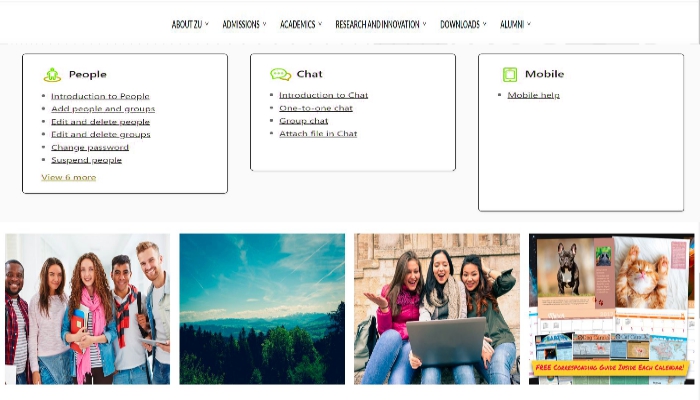 ABOUT ZU ADMISSIONS ACADEMICS RESEARCH AND INNOVATION DOWNLOADS ALUMNI
People
Introduction to People
Add people and groups
Edit and delete people
Edit and delete groups
Change password
Suspend people
View 6 more
Chat
Introduction to Chat
One-to-one chat
Group chat
Attach file in Chat
Mobile
Mobile help
FREE Corresponding Guide Inside Each Calendar!